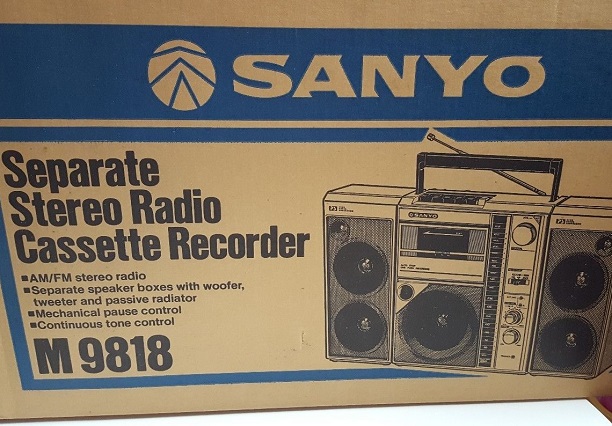 SANYO
Separate
Stereo Radio
Cassette Recorder
■AM/FM stereo radio
■Separate speaker boxes with woofer,
tweeter and passive radiator
■Mechanical pause control
■Continuous tone control
M 9818
SANYO